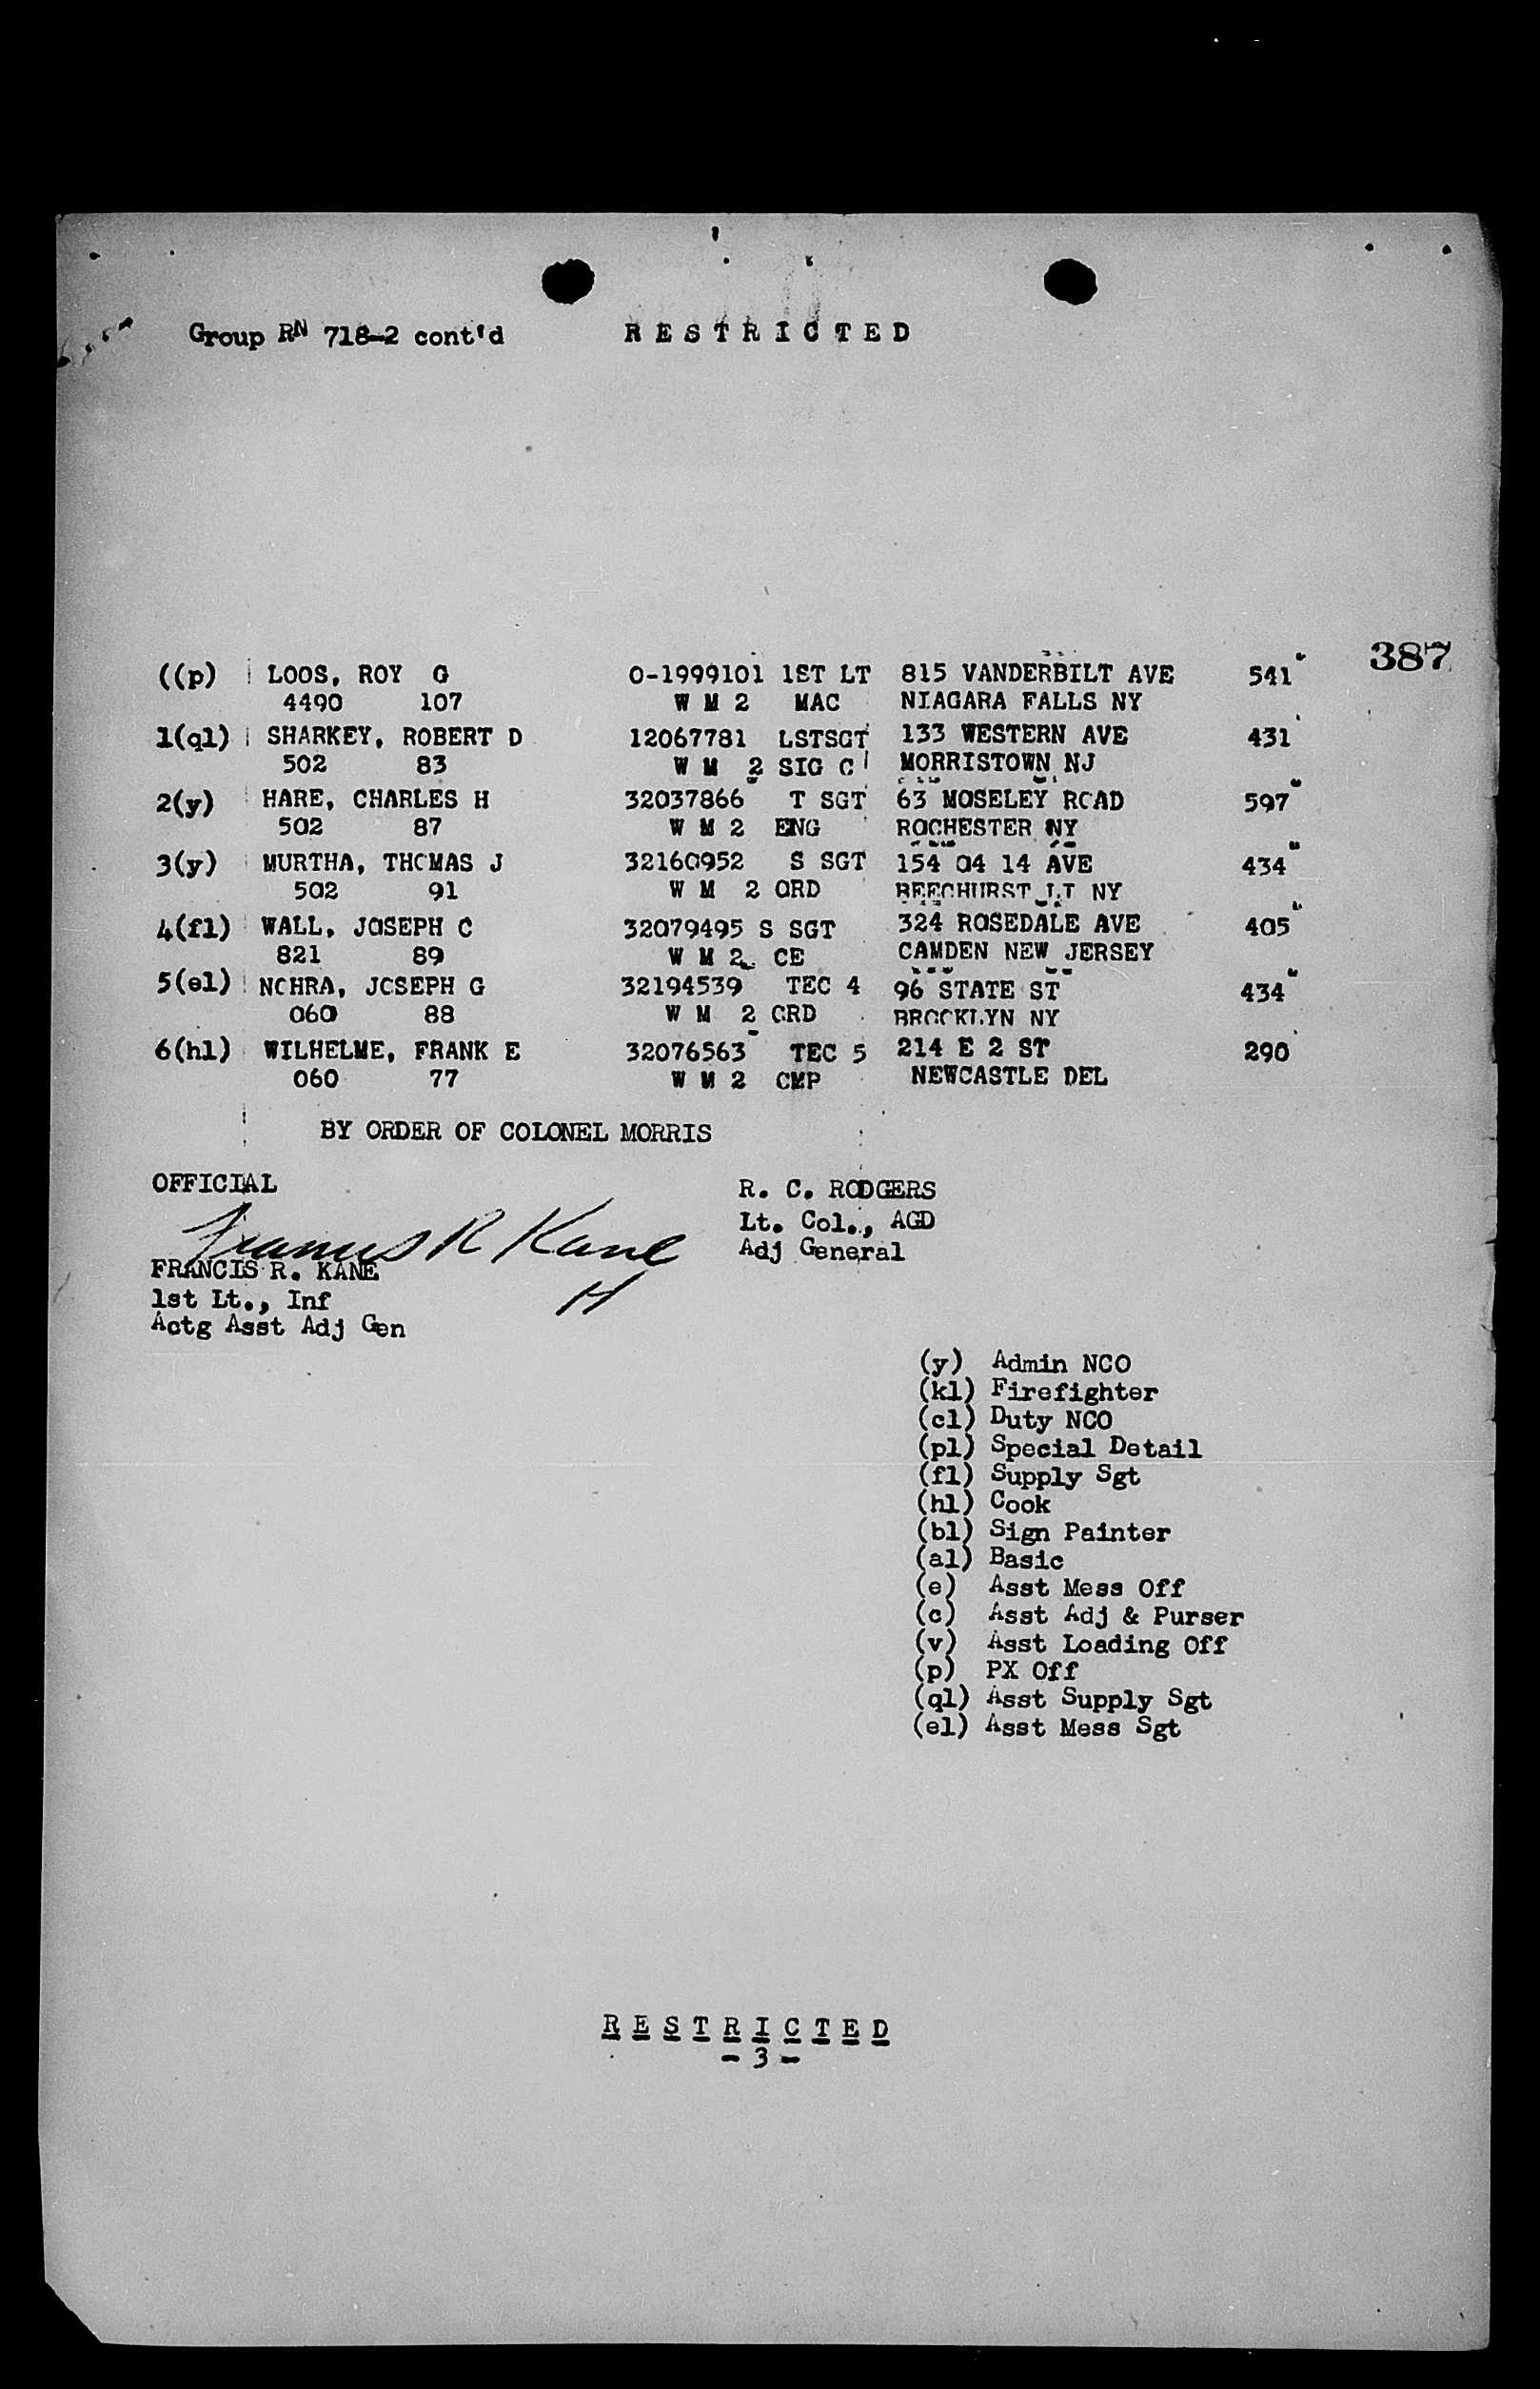 Group RN 718-2 cont'd RESTRICTED
387
((p) LOOS, ROY G 0-1999101 1ST LT 815 VANDERBILT AVE 541
4490 107 W M 2 MAC NIAGARA FALLS NY
1(ql) SHARKEY, ROBERT D 12067781 LSTSGT 133 WESTERN AVE 431
502 83 W M 2 SIG C MORRISTOWN NJ
2(y) HARE, CHARLES H 32037866 T SGT 63 MOSELEY ROAD 597
502 87 W M 2 ENG ROCHESTER NY
3(y) MURTHA, THOMAS J 32160952 S SGT 154 04 14 AVE 434
502 91 W M 2 ORD BEECHURST LI NY
4(fl) WALL, JOSEPH C 32079495 S SGT 324 ROSEDALE AVE 405
821 89 W M 2 CE CAMDEN NEW JERSEY
5(el) NOHRA, JOSEPH G 32194539 TEC 4 96 STATE ST 434
060 88 W M 2 ORD BROOKLYN NY
6(hl) WILHELME, FRANK E 32076563 TEC 5 214 E 2 ST 290
060 77 W M 2 CMP NEWCASTLE DEL
BY ORDER OF COLONEL MORRIS
OFFICIAL
R. C. RODGERS
Lt. Col., AGD
Adj General
Francis R Kane
FRANCIS R. KANE
H
1st Lt., Inf
Actg Asst Adj Gen
(y) Admin NCO
(kl) Firefighter
(cl) Duty NCO
(pl) Special Detail
(fl) Supply Sgt
(hl) Cook
(bl) Sign Painter
(al) Basic
(e) Asst Mess Off
(c) Asst Adj & Purser
(v) Asst Loading Off
(p) PX Off
(ql) Asst Supply Sgt
(el) Asst Mess Sgt
RESTRICTED
- 3 -